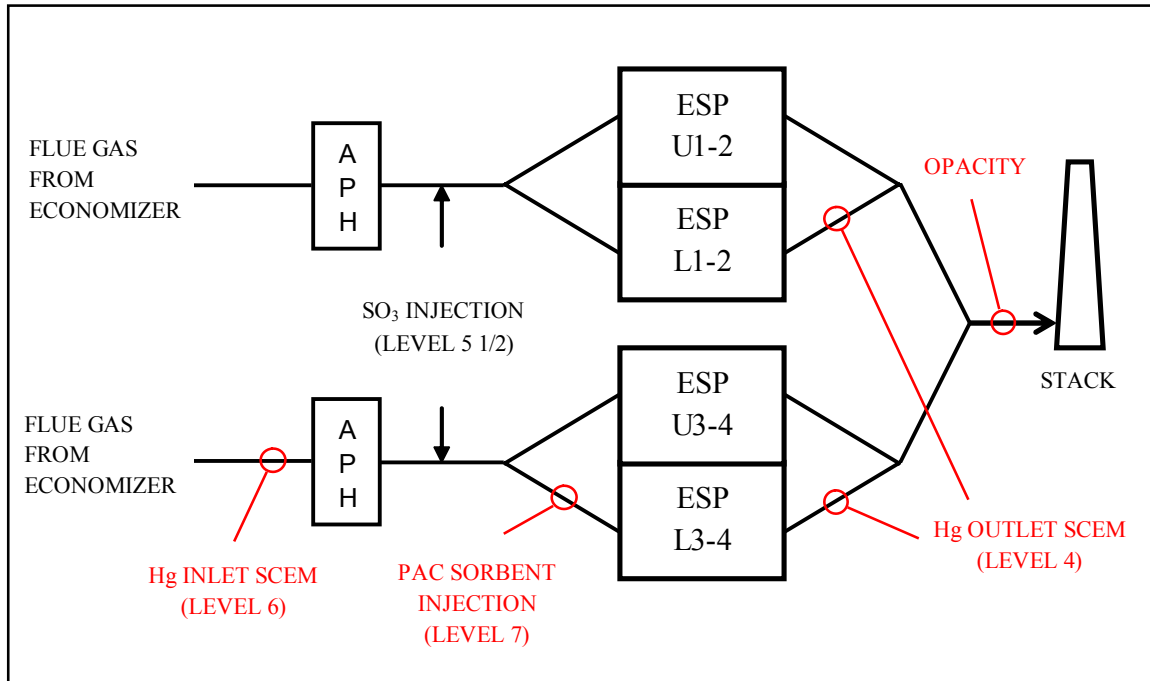 FLUE GAS
FROM
ECONOMIZER
A
P
H
ESP
U1-2
ESP
L1-2
OPACITY
SO₃ INJECTION
(LEVEL 5 1/2)
STACK
FLUE GAS
FROM
ECONOMIZER
A
P
H
ESP
U3-4
ESP
L3-4
Hg INLET SCEM
(LEVEL 6)
PAC SORBENT
INJECTION
(LEVEL 7)
Hg OUTLET SCEM
(LEVEL 4)